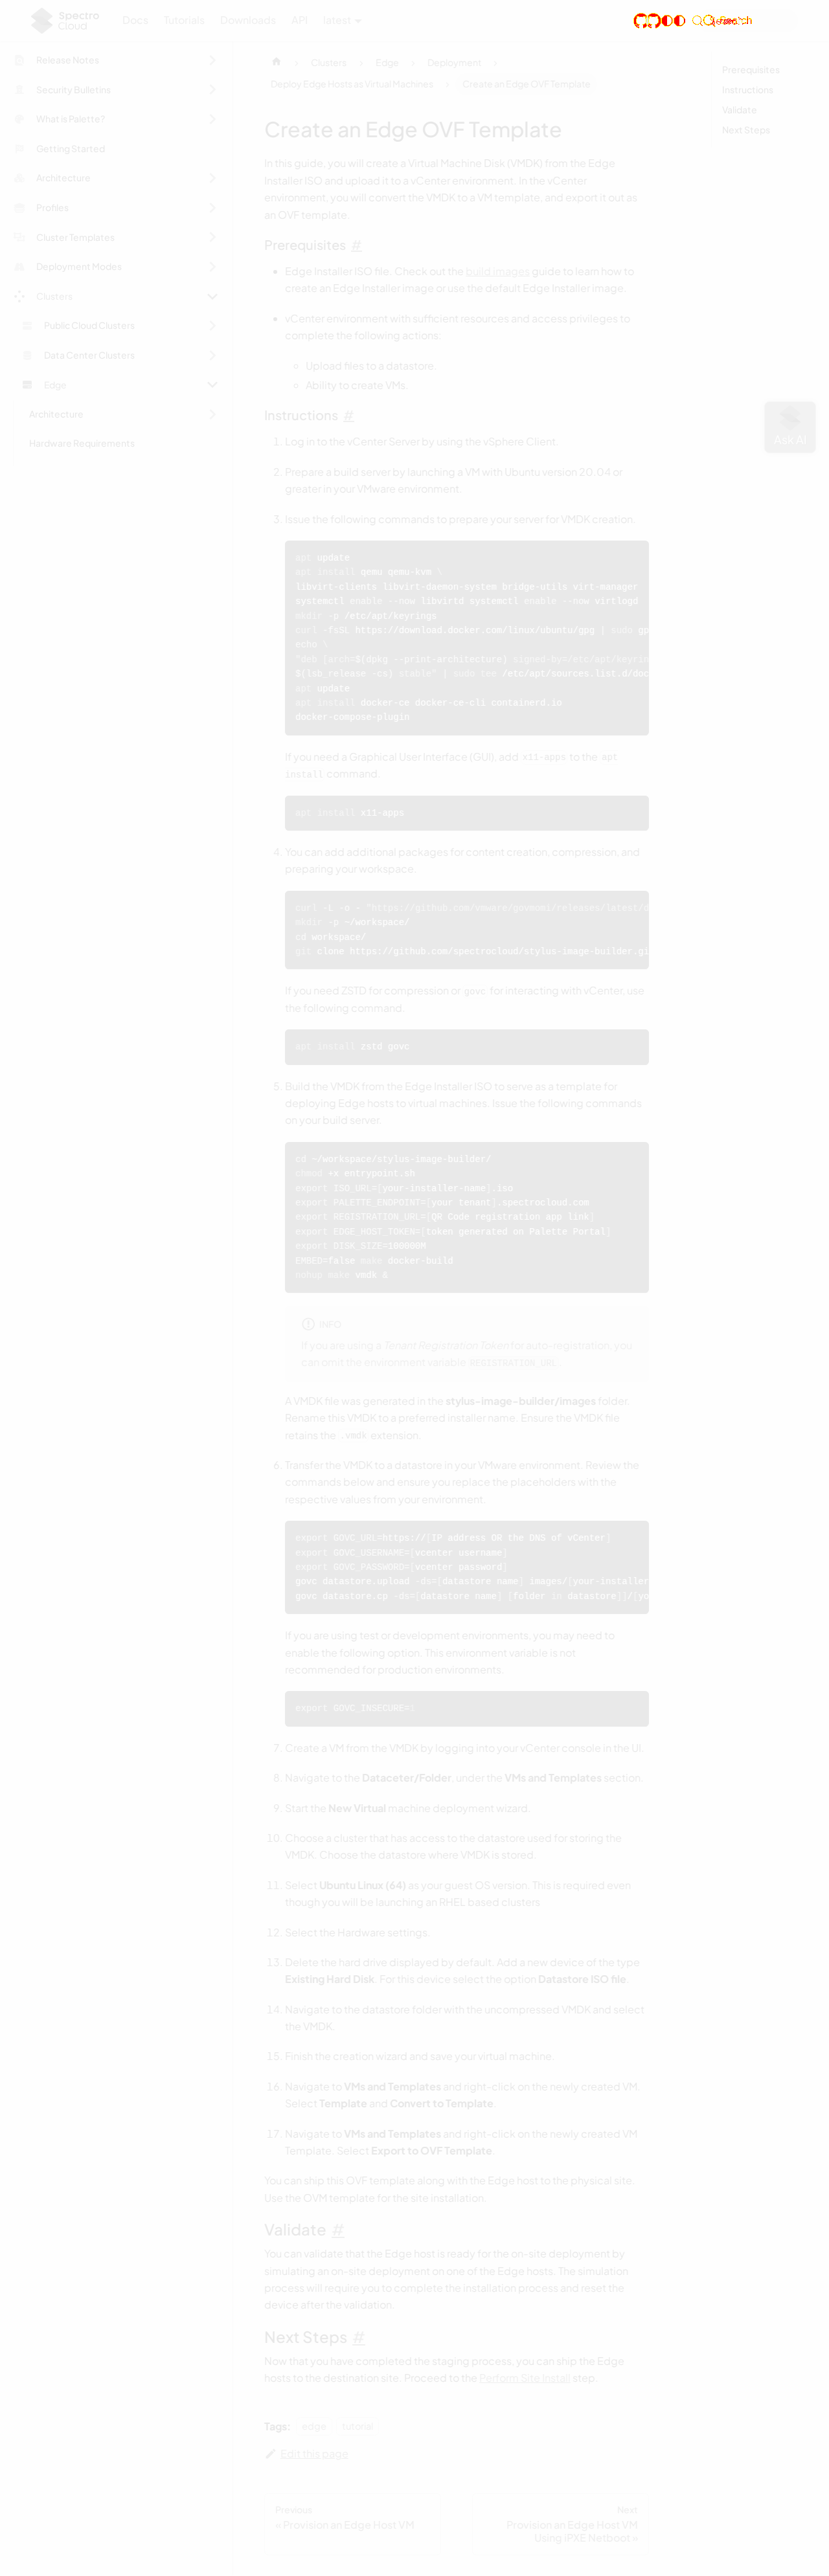 Spectro
Cloud
Docs
Tutorials
Downloads
API
latest
Release Notes
Security Bulletins
What is Palette?
Getting Started
Architecture
Profiles
Cluster Templates
Deployment Modes
Clusters
Public Cloud Clusters
Data Center Clusters
Edge
Architecture
Hardware Requirements
Clusters
Edge
Deployment
Deploy Edge Hosts as Virtual Machines
Create an Edge OVF Template
Prerequisites
Instructions
Validate
Next Steps
Ask AI
Create an Edge OVF Template
In this guide, you will create a Virtual Machine Disk (VMDK) from the Edge
Installer ISO and upload it to a vCenter environment. In the vCenter
environment, you will convert the VMDK to a VM template, and export it out as
an OVF template.
Prerequisites #
Edge Installer ISO file. Check out the build images guide to learn how to
create an Edge Installer image or use the default Edge Installer image.
vCenter environment with sufficient resources and access privileges to
complete the following actions:
Upload files to a datastore.
Ability to create VMs.
Instructions #
1. Log in to the vCenter Server by using the vSphere Client.
2. Prepare a build server by launching a VM with Ubuntu version 20.04 or
greater in your VMware environment.
3. Issue the following commands to prepare your server for VMDK creation.
apt update
apt install qemu qemu-kvm \
libvirt-clients libvirt-daemon-system bridge-utils virt-manager
systemctl enable --now libvirtd systemctl enable --now virtlogd
mkdir -p /etc/apt/keyrings
curl -fsSL https://download.docker.com/linux/ubuntu/gpg | sudo gp
echo \
"deb [arch=$(dpkg --print-architecture) signed-by=/etc/apt/keyrin
$(lsb_release -cs) stable" | sudo tee /etc/apt/sources.list.d/doc
apt update
apt install docker-ce docker-ce-cli containerd.io
docker-compose-plugin
If you need a Graphical User Interface (GUI), add x11-apps to the apt
install command.
apt install x11-apps
4. You can add additional packages for content creation, compression, and
preparing your workspace.
curl -L -o - "https://github.com/vmware/govmomi/releases/latest/d
mkdir -p ~/workspace/
cd workspace/
git clone https://github.com/spectrocloud/stylus-image-builder.gi
If you need ZSTD for compression or govc for interacting with vCenter, use
the following command.
apt install zstd govc
5. Build the VMDK from the Edge Installer ISO to serve as a template for
deploying Edge hosts to virtual machines. Issue the following commands
on your build server.
cd ~/workspace/stylus-image-builder/
chmod +x entrypoint.sh
export ISO_URL=[your-installer-name].iso
export PALETTE_ENDPOINT=[your tenant].spectrocloud.com
export REGISTRATION_URL=[QR Code registration app link]
export EDGE_HOST_TOKEN=[token generated on Palette Portal]
export DISK_SIZE=100000M
EMBED=false make docker-build
nohup make vmdk &
INFO
If you are using a Tenant Registration Token for auto-registration, you
can omit the environment variable REGISTRATION_URL.
A VMDK file was generated in the stylus-image-builder/images folder.
Rename this VMDK to a preferred installer name. Ensure the VMDK file
retains the .vmdk extension.
6. Transfer the VMDK to a datastore in your VMware environment. Review the
commands below and ensure you replace the placeholders with the
respective values from your environment.
export GOVC_URL=https://[IP address OR the DNS of vCenter]
export GOVC_USERNAME=[vcenter username]
export GOVC_PASSWORD=[vcenter password]
govc datastore.upload -ds=[datastore name] images/[your-installer
govc datastore.cp -ds=[datastore name] [folder in datastore]]/[yo
If you are using test or development environments, you may need to
enable the following option. This environment variable is not
recommended for production environments.
export GOVC_INSECURE=1
7. Create a VM from the VMDK by logging into your vCenter console in the UI.
8. Navigate to the Dataceter/Folder, under the VMs and Templates section.
9. Start the New Virtual machine deployment wizard.
10. Choose a cluster that has access to the datastore used for storing the
VMDK. Choose the datastore where VMDK is stored.
11. Select Ubuntu Linux (64) as your guest OS version. This is required even
though you will be launching an RHEL based clusters
12. Select the Hardware settings.
13. Delete the hard drive displayed by default. Add a new device of the type
Existing Hard Disk. For this device select the option Datastore ISO file.
14. Navigate to the datastore folder with the uncompressed VMDK and select
the VMDK.
15. Finish the creation wizard and save your virtual machine.
16. Navigate to VMs and Templates and right-click on the newly created VM.
Select Template and Convert to Template.
17. Navigate to VMs and Templates and right-click on the newly created VM
Template. Select Export to OVF Template.
You can ship this OVF template along with the Edge host to the physical site.
Use the OVM template for the site installation.
Validate #
You can validate that the Edge host is ready for the on-site deployment by
simulating an on-site deployment on one of the Edge hosts. The simulation
process will require you to complete the installation process and reset the
device after the validation.
Next Steps #
Now that you have completed the staging process, you can ship the Edge
hosts to the destination site. Proceed to the Perform Site Install step.
Tags:
edge
tutorial
Edit this page
Previous
« Provision an Edge Host VM
Next
Provision an Edge Host VM
Using iPXE Netboot »